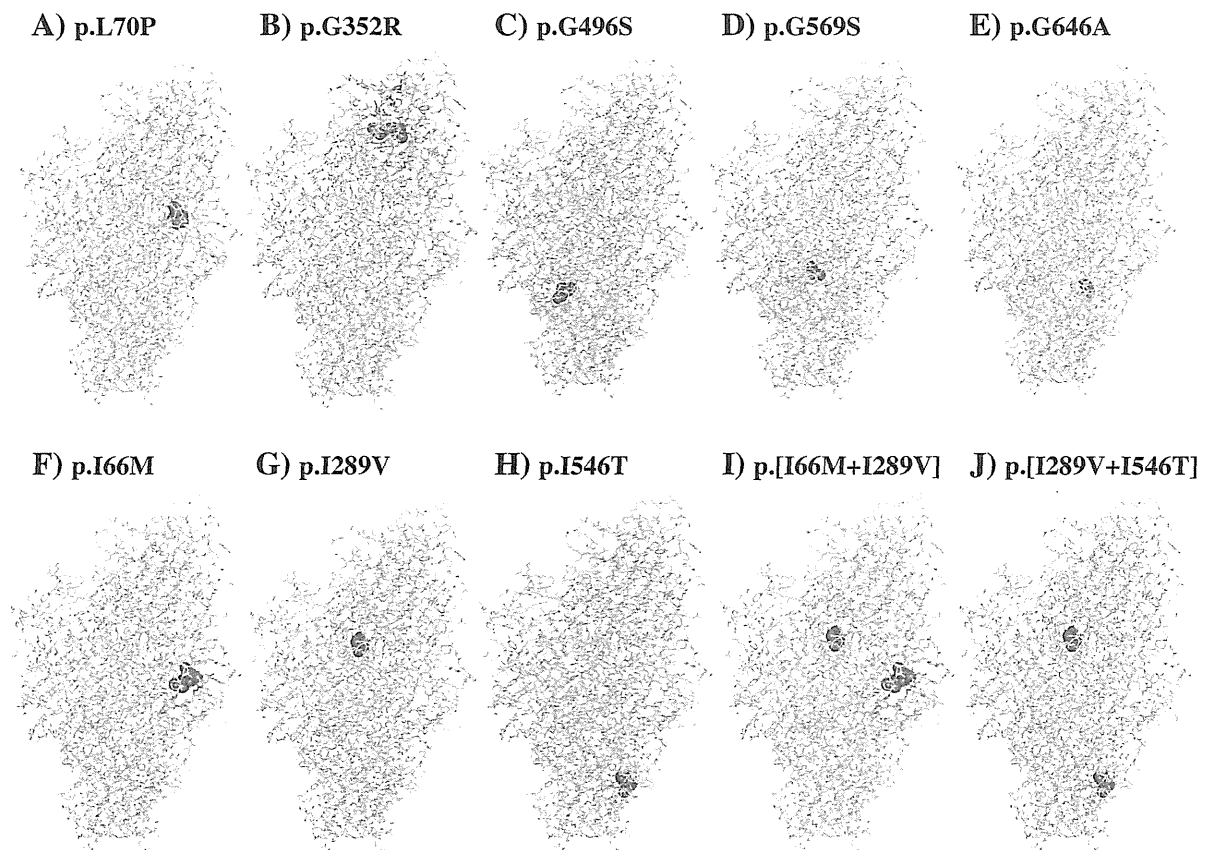 A) p.L70P
B) p.G352R
C) p.G496S
D) p.G569S
E) p.G646A
F) p.I66M
G) p.I289V
H) p.I546T
I) p.[I66M+I289V]
J) p.[I289V+I546T]